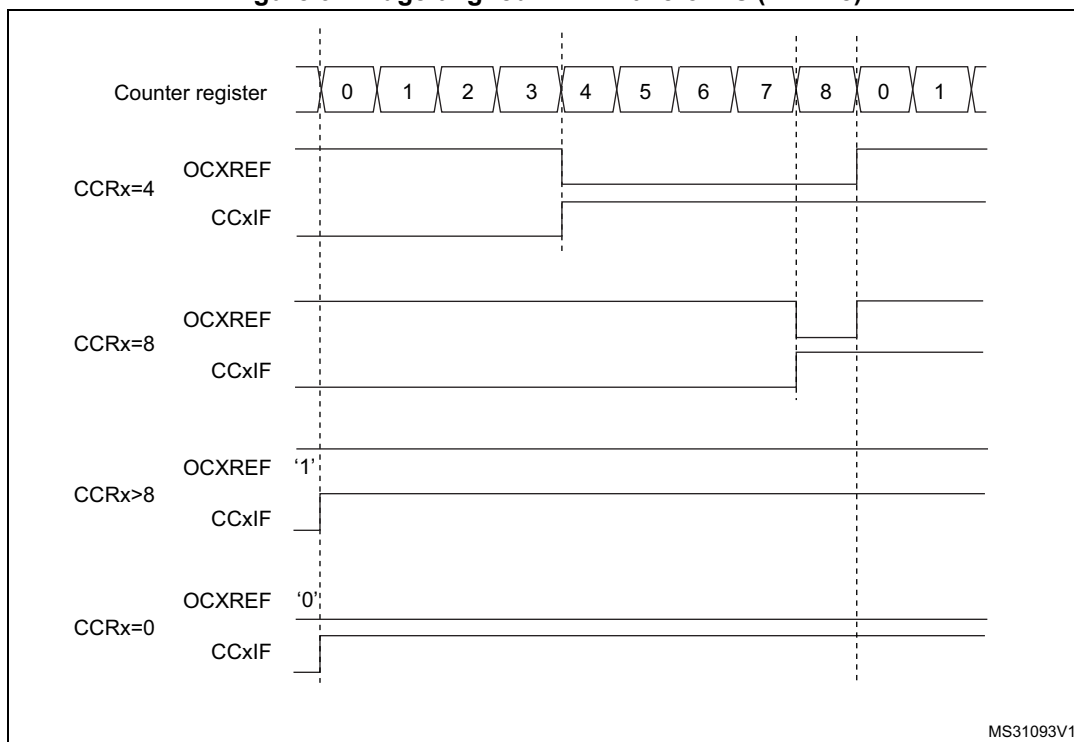 Counter register 0 1 2 3 4 5 6 7 8 0 1
OCXREF
CCRx=4
CCxIF
OCXREF
CCRx=8
CCxIF
OCXREF '1'
CCRx>8
CCxIF
OCXREF '0'
CCRx=0
CCxIF
MS31093V1